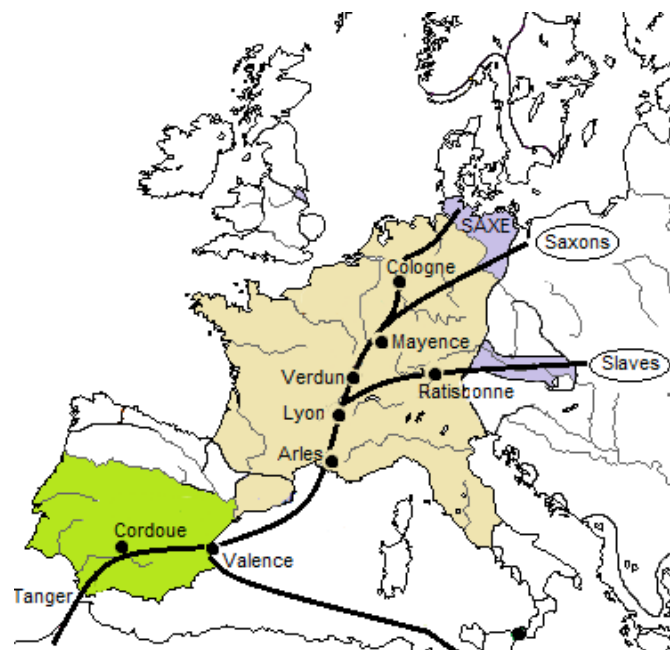 SAXE
Saxons
Cologne
Mayence
Slaves
Verdun
Ratisbonne
Lyon
Arles
Cordoue
Valence
Tanger